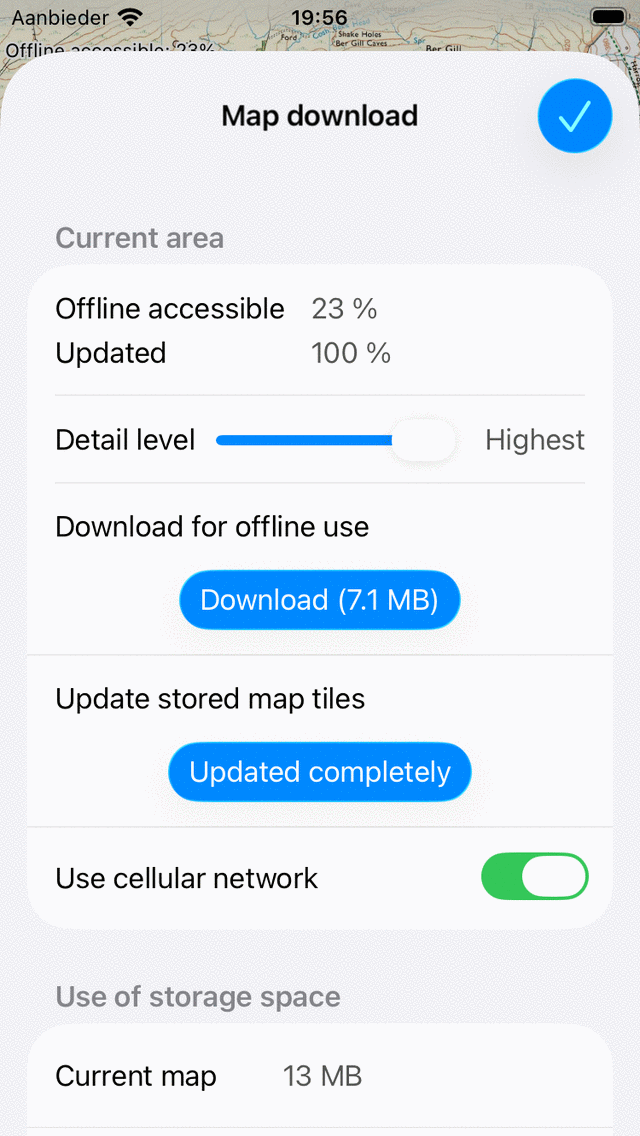 Aanbieder
19:56
Shake Holes
Ford
Ber Gill Caves
Ber Gill
Offline accessible: 23%
Map download
Current area
Offline accessible 23 %
Updated 100 %
Detail level Highest
Download for offline use
Download (7.1 MB)
Update stored map tiles
Updated completely
Use cellular network
Use of storage space
Current map 13 MB